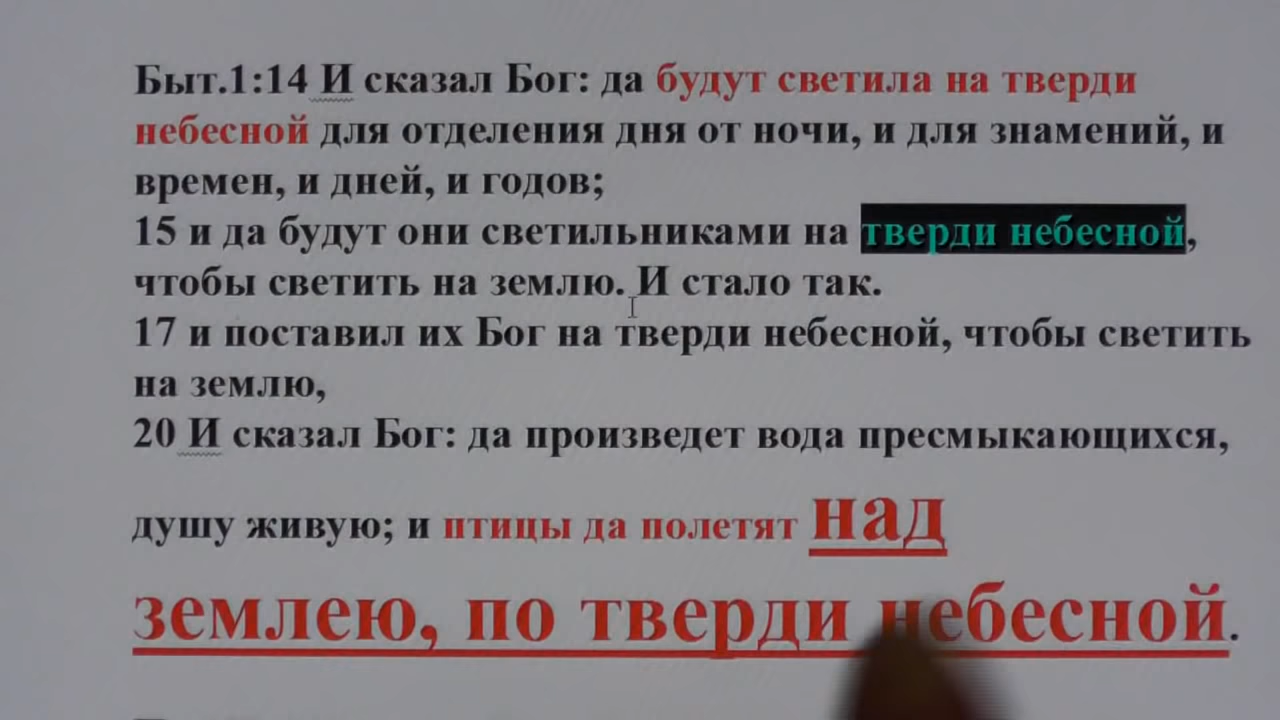 Быт.1:14 И сказал Бог: да будут светила на тверди
небесной для отделения дня от ночи, и для знамений, и
времен, и дней, и годов;
15 и да будут они светильниками на тверди небесной,
чтобы светить на землю. И стало так.
17 и поставил их Бог на тверди небесной, чтобы светить
на землю,
20 И сказал Бог: да произведет вода пресмыкающихся,
душу живую; и птицы да полетят над
землею, по тверди небесной.